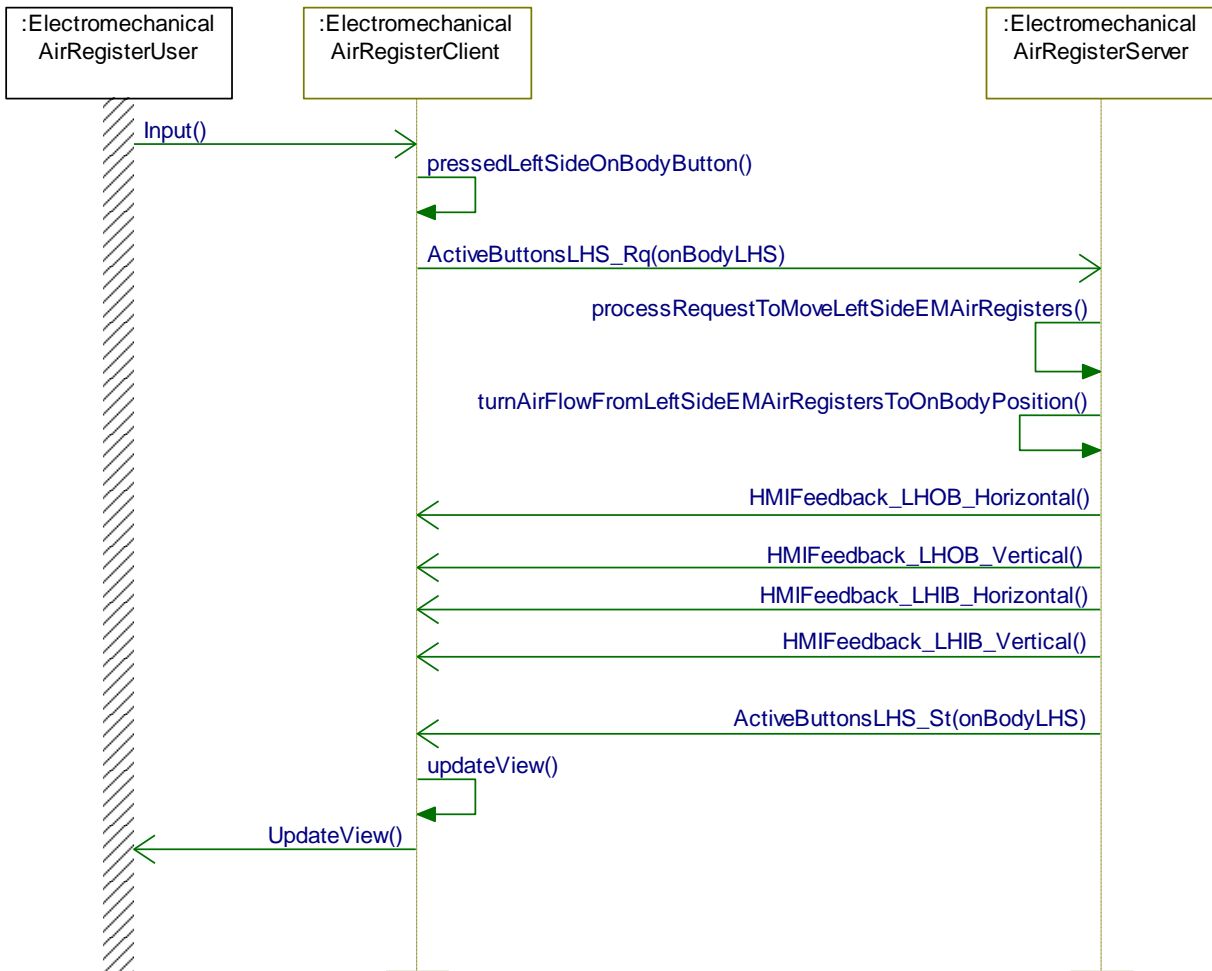 :Electromechanical
AirRegisterUser
:Electromechanical
AirRegisterClient
:Electromechanical
AirRegisterServer
Input()
pressedLeftSideOnBodyButton()
ActiveButtonsLHS_Rq(onBodyLHS)
processRequestToMoveLeftSideEMAirRegisters()
turnAirFlowFromLeftSideEMAirRegistersToOnBodyPosition()
HMIFeedback_LHOB_Horizontal()
HMIFeedback_LHOB_Vertical()
HMIFeedback_LHIB_Horizontal()
HMIFeedback_LHIB_Vertical()
ActiveButtonsLHS_St(onBodyLHS)
updateView()
UpdateView()